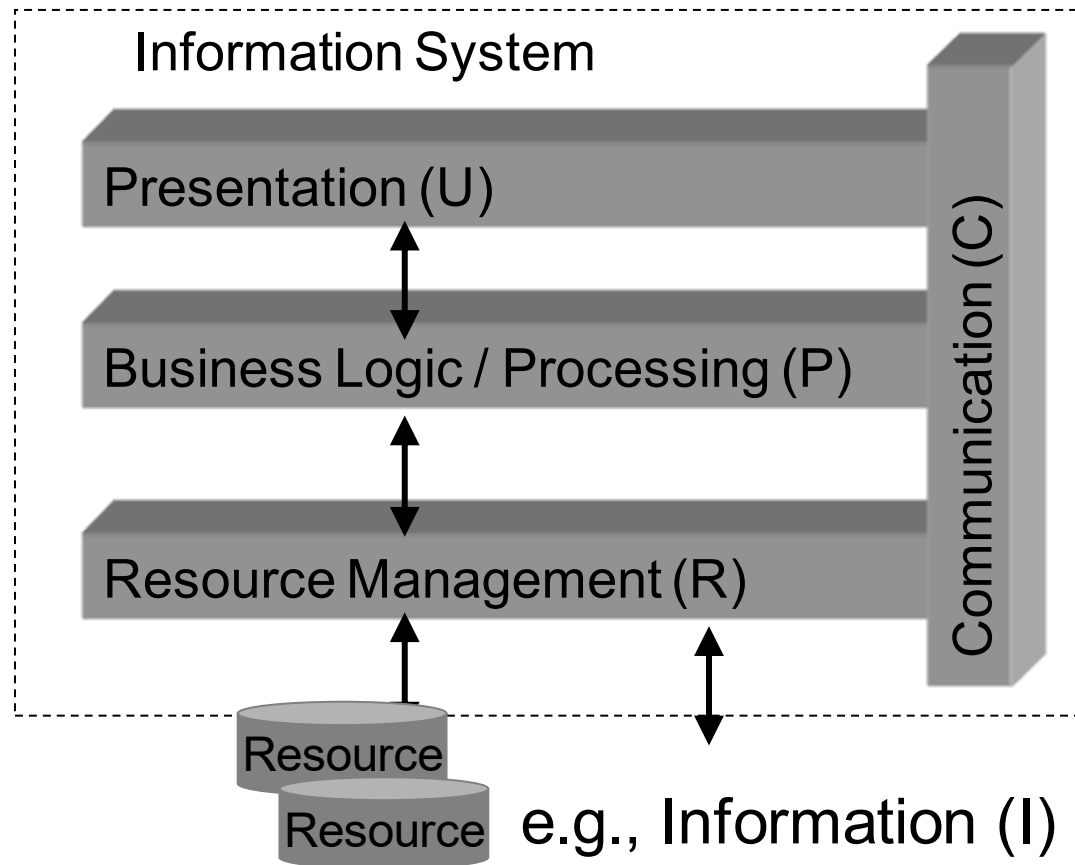 Information System
Presentation (U)
Business Logic / Processing (P)
Resource Management (R)
Communication (C)
Resource
Resource
e.g., Information (I)